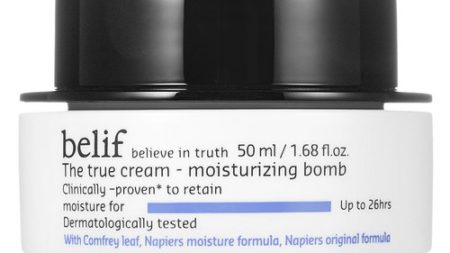 belif believe in truth 50 ml / 1.68 fl.oz.
The true cream - moisturizing bomb
Clinically -proven* to retain
moisture for Up to 26hrs
Dermatologically tested
With Comfrey leaf, Napiers moisture formula, Napiers original formula